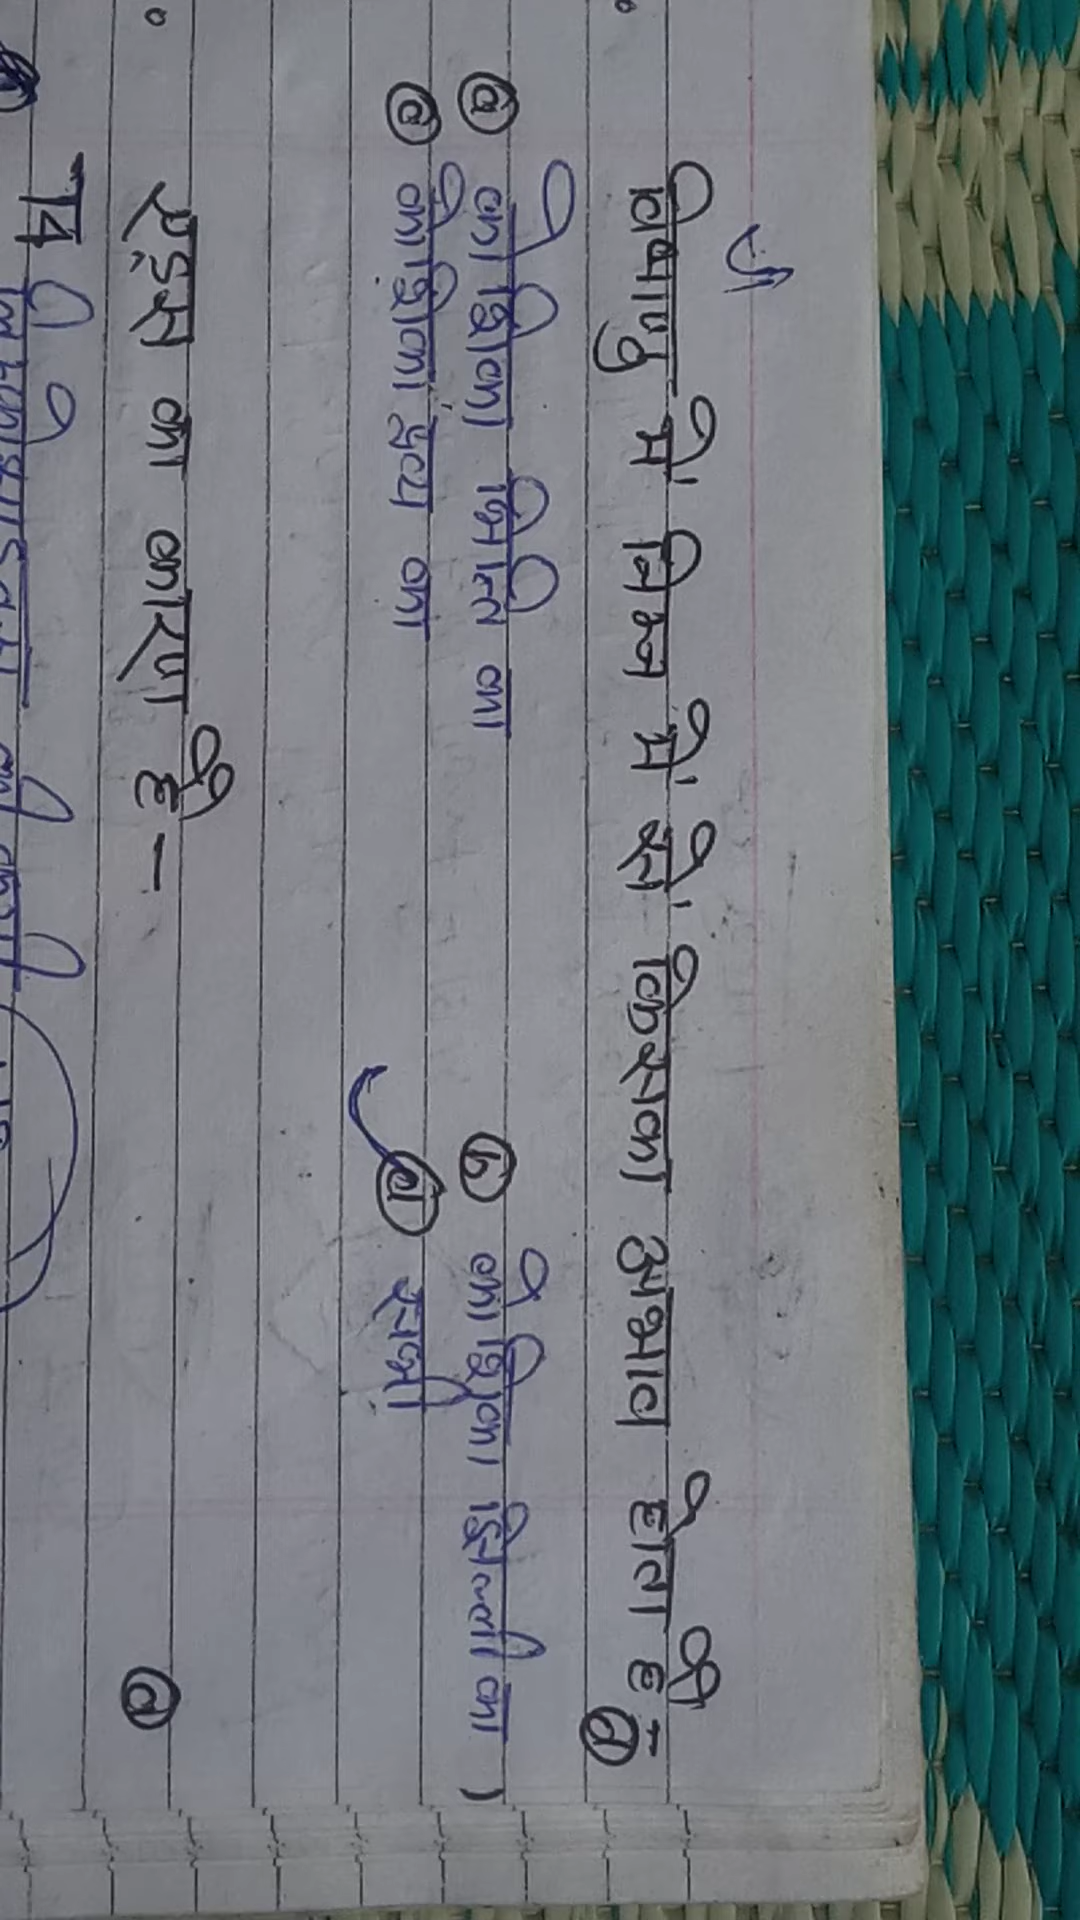 विषाणु में निम्न में सें किसका अभाव होता है - (d)
(a) कोशिका भित्ति का (b) कोशिका झिल्ली का
(c) कोशिका द्रव्य का (d) सभी
एड्स का कारण है - (a)